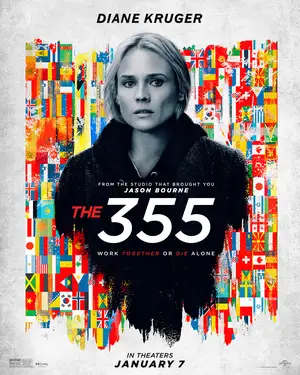 DIANE KRUGER
FROM THE STUDIO THAT BROUGHT YOU
JASON BOURNE
THE 355
WORK TOGETHER OR DIE ALONE
IN THEATERS
JANUARY 7